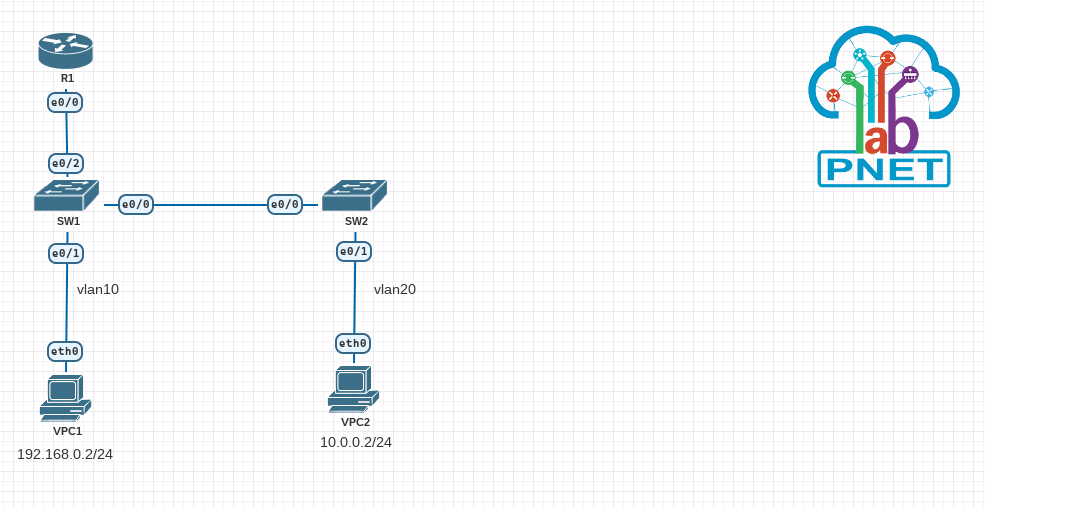 R1
e0/0
e0/2
SW1
e0/0
e0/0
SW2
e0/1
e0/1
vlan10
vlan20
eth0
eth0
VPC1
VPC2
192.168.0.2/24
10.0.0.2/24
lab
PNET